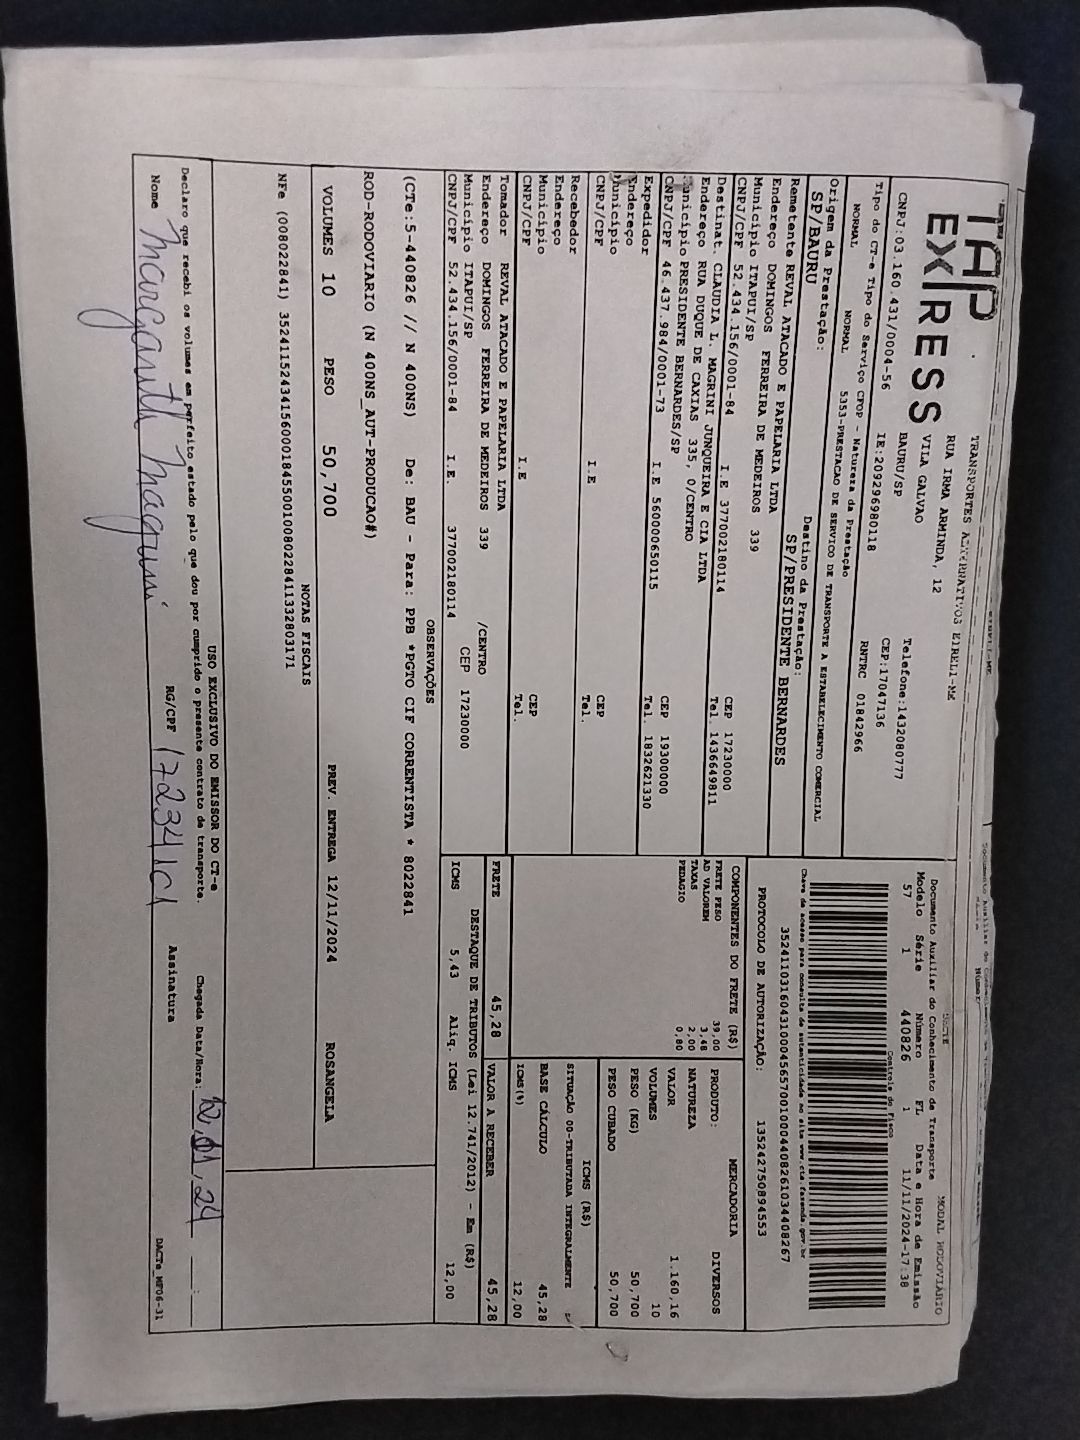 TAP
EXPRESS
TRANSPORTES ALTERNATIVOS EIRELI-ME
RUA IRMA ARMINDA, 12
VILA GALVAO
BAURU/SP
Telefone:1432080777
CEP:17047136
CNPJ:03.160.431/0004-56
IE:209296980118
RNTRC 01842966
Tipo do CT-e Tipo do Serviço CFOP - Natureza da Prestação
NORMAL NORMAL 5353-PRESTACAO DE SERVICO DE TRANSPORTE A ESTABELECIMENTO COMERCIAL
Origem da Prestação:
SP/BAURU
Destino da Prestação:
SP/PRESIDENTE BERNARDES
DACTE
MODAL RODOVIÁRIO
Documento Auxiliar do Conhecimento de Transporte
Modelo Série Número FL Data e Hora de Emissão
57 1 440826 1 11/11/2024-17:38
Controle do Fisco
Chave de acesso para consulta de autenticidade no site www.cte.fazenda.gov.br
PROTOCOLO DE AUTORIZAÇÃO: 135242750894553
Remetente REVAL ATACADO E PAPELARIA LTDA
Endereço DOMINGOS FERREIRA DE MEDEIROS 339
Município ITAPUI/SP CEP 17230000
CNPJ/CPF 52.434.156/0001-84 I.E 377002180114 Tel. 1436649811
Destinat. CLAUDIA L. MAGRINI JUNQUEIRA E CIA LTDA
Endereço RUA DUQUE DE CAXIAS 335, 0/CENTRO
Município PRESIDENTE BERNARDES/SP CEP 19300000
CNPJ/CPF 46.437.984/0001-73 I.E 560000650115 Tel. 1832621330
Expedidor
Endereço
Município CEP
CNPJ/CPF I.E Tel.
Recebedor
Endereço
Município CEP
CNPJ/CPF I.E Tel.
Tomador REVAL ATACADO E PAPELARIA LTDA
Endereço DOMINGOS FERREIRA DE MEDEIROS 339 /CENTRO
Município ITAPUI/SP CEP 17230000
CNPJ/CPF 52.434.156/0001-84 I.E. 377002180114
COMPONENTES DO FRETE (R$)
FRETE PESO 39,00
AD VALOREM 3,48
TAXAS 2,00
PEDAGIO 0,80
MERCADORIA
PRODUTO: DIVERSOS
NATUREZA
VALOR 1.160,16
VOLUMES 10
PESO (KG) 50,700
PESO CUBADO 50,700
ICMS (R$)
SITUAÇÃO 00-TRIBUTADA INTEGRALMENTE
BASE CÁLCULO 45,28
ICMS(%) 12,00
FRETE 45,28 VALOR A RECEBER 45,28
DESTAQUE DE TRIBUTOS (Lei 12.741/2012) - Em (R$)
ICMS 5,43 Aliq. ICMS 12,00
OBSERVAÇÕES
(CTe:5-440826 // N 400NS) De: BAU - Para: PPB *PGTO CIF CORRENTISTA * 8022841
ROD-RODOVIARIO (N 400NS_AUT-PRODUCAO#)
VOLUMES 10 PESO 50,700 PREV. ENTREGA 12/11/2024 ROSANGELA
NOTAS FISCAIS
USO EXCLUSIVO DO EMISSOR DO CT-e
Declaro que recebi os volumes em perfeito estado pelo que dou por cumprido o presente contrato de transporte.
Chegada Data/Hora:
Nome RG/CPF Assinatura
DACTe_MP06-31